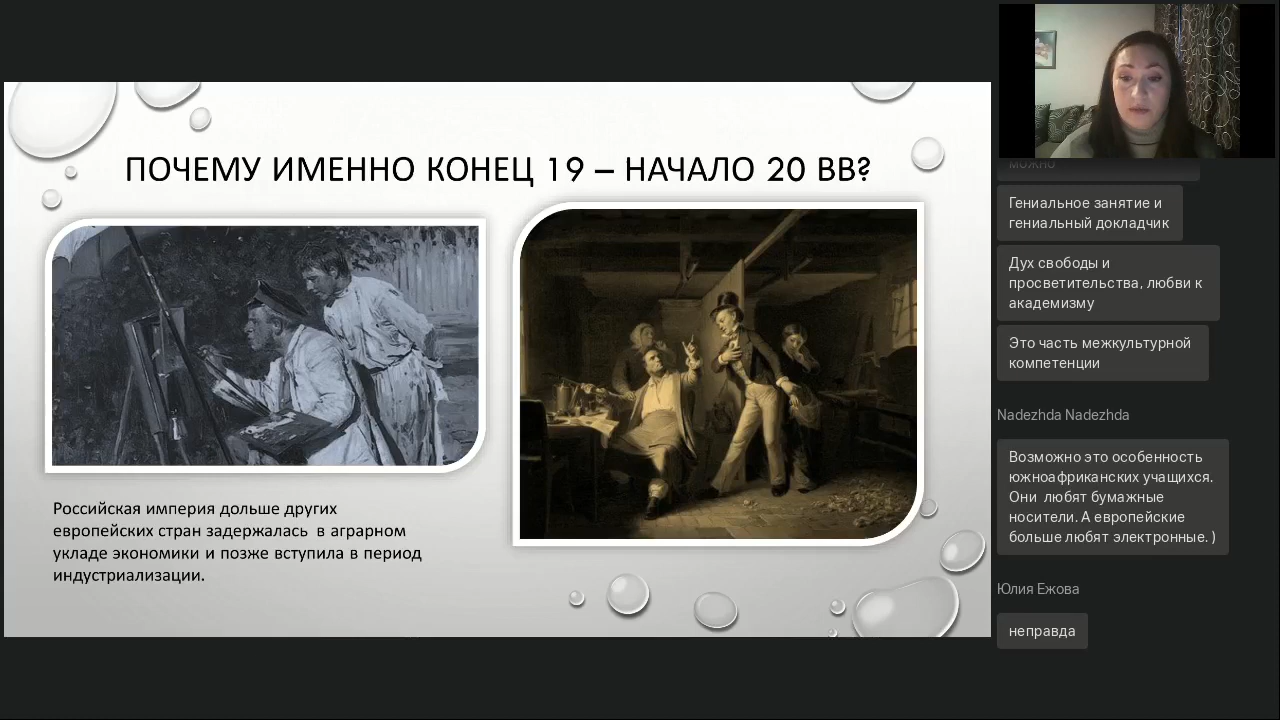 ПОЧЕМУ ИМЕННО КОНЕЦ 19 – НАЧАЛО 20 ВВ?
Российская империя дольше других
европейских стран задержалась в аграрном
укладе экономики и позже вступила в период
индустриализации.
можно
Гениальное занятие и
гениальный докладчик
Дух свободы и
просветительства, любви к
академизму
Это часть межкультурной
компетенции
Nadezhda Nadezhda
Возможно это особенность
южноафриканских учащихся.
Они любят бумажные
носители. А европейские
больше любят электронные. )
Юлия Ежова
неправда